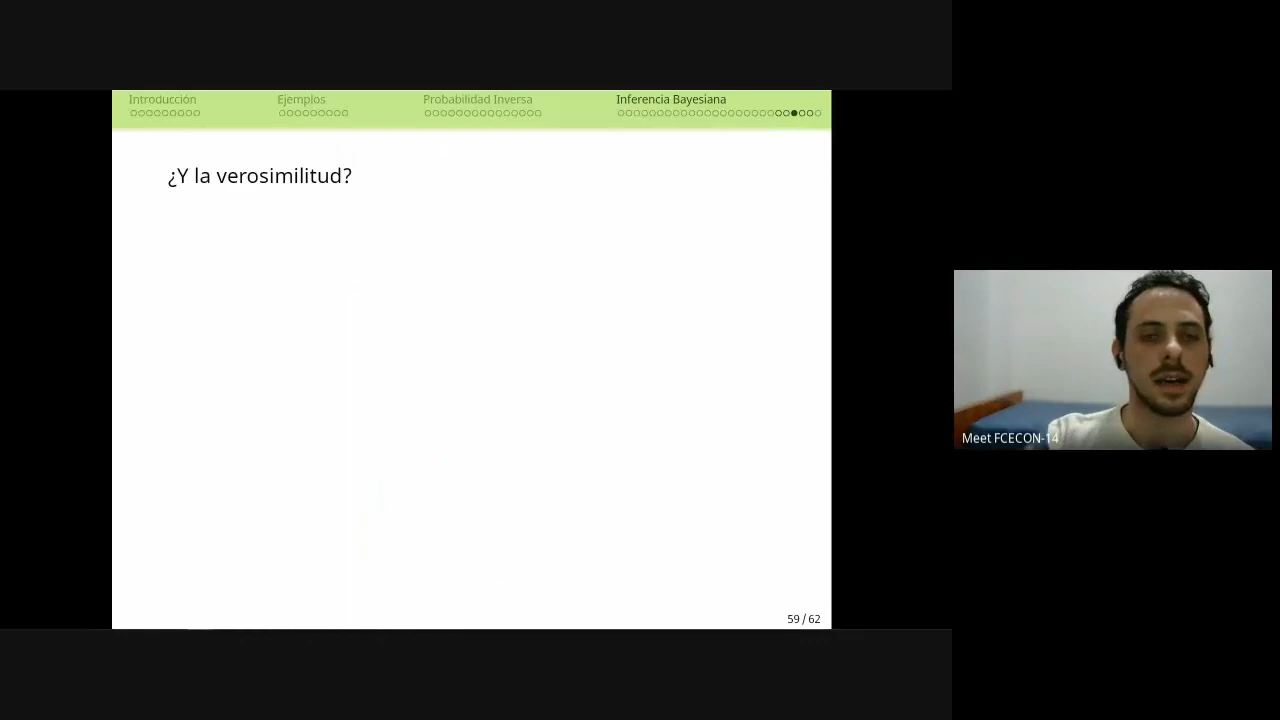 Introducción Ejemplos Probabilidad Inversa Inferencia Bayesiana
¿Y la verosimilitud?
59 / 62
Meet FCECON-14